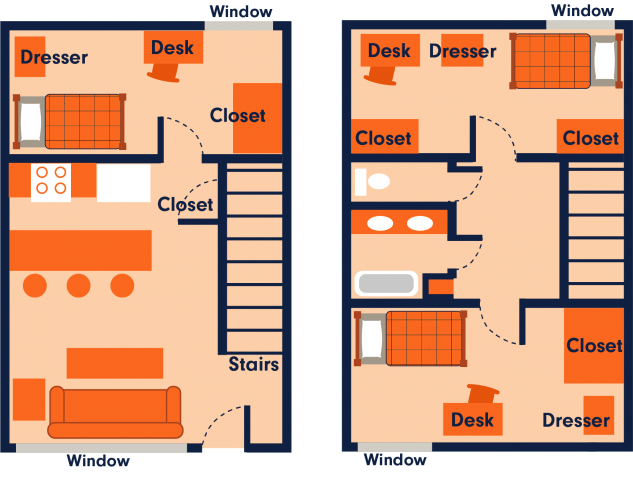 Window
Dresser
Desk
Closet
Closet
Stairs
Window
Window
Desk
Dresser
Closet
Closet
Closet
Desk
Dresser
Window